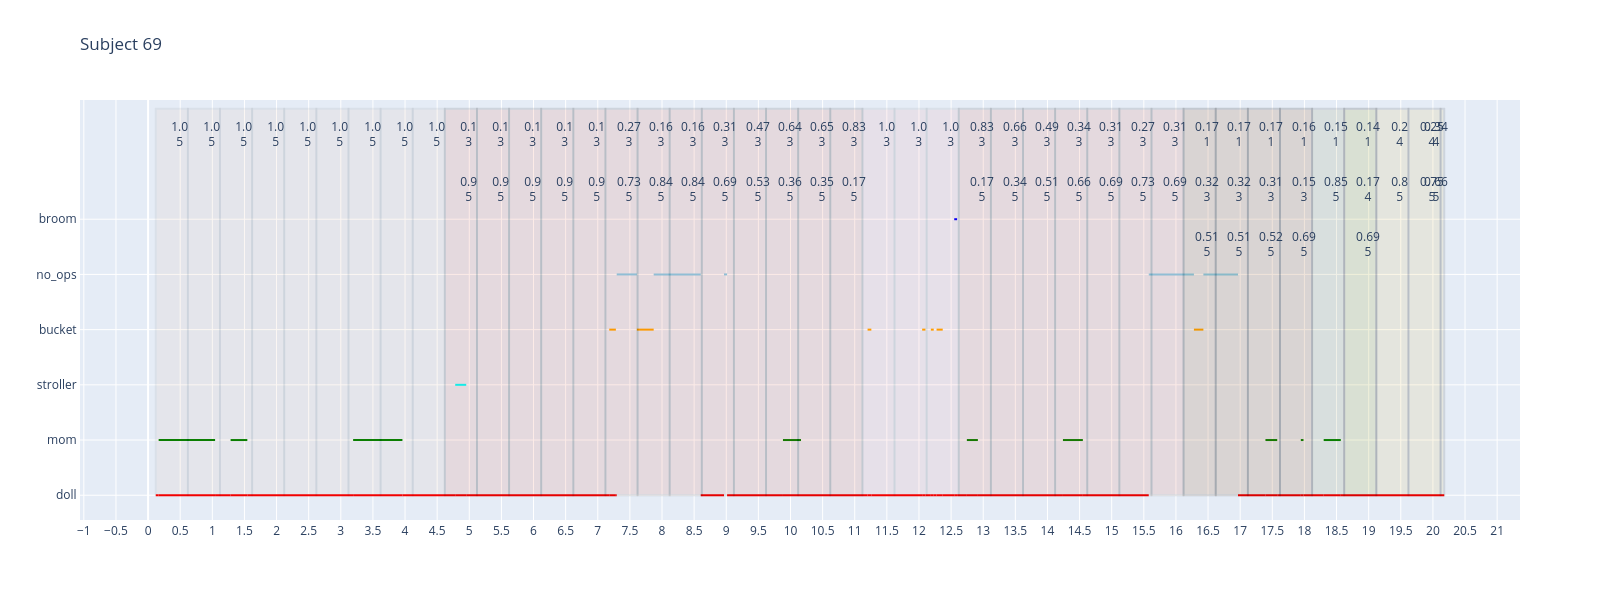 Subject 69
1.0 1.0 1.0 1.0 1.0 1.0 1.0 1.0 1.0 0.1 0.1 0.1 0.1 0.1 0.27 0.16 0.16 0.31 0.47 0.64 0.65 0.83 1.0 1.0 1.0 0.83 0.66 0.49 0.34 0.31 0.27 0.31 0.17 0.17 0.17 0.16 0.15 0.14 0.2
5 5 5 5 5 5 5 5 5 3 3 3 3 3 3 3 3 3 3 3 3 3 3 3 3 3 3 3 3 3 3 3 1 1 1 1 1 1 4
0.9 0.9 0.9 0.9 0.9 0.73 0.84 0.84 0.69 0.53 0.36 0.35 0.17 0.17 0.34 0.51 0.66 0.69 0.73 0.69 0.32 0.32 0.31 0.15 0.85 0.17 0.8
5 5 5 5 5 5 5 5 5 5 5 5 5 5 5 5 5 5 5 5 3 3 3 3 5 4 5
broom
0.51 0.51 0.52 0.69 0.69
5 5 5 5 5
no_ops
bucket
stroller
mom
doll
−1 −0.5 0 0.5 1 1.5 2 2.5 3 3.5 4 4.5 5 5.5 6 6.5 7 7.5 8 8.5 9 9.5 10 10.5 11 11.5 12 12.5 13 13.5 14 14.5 15 15.5 16 16.5 17 17.5 18 18.5 19 19.5 20 20.5 21